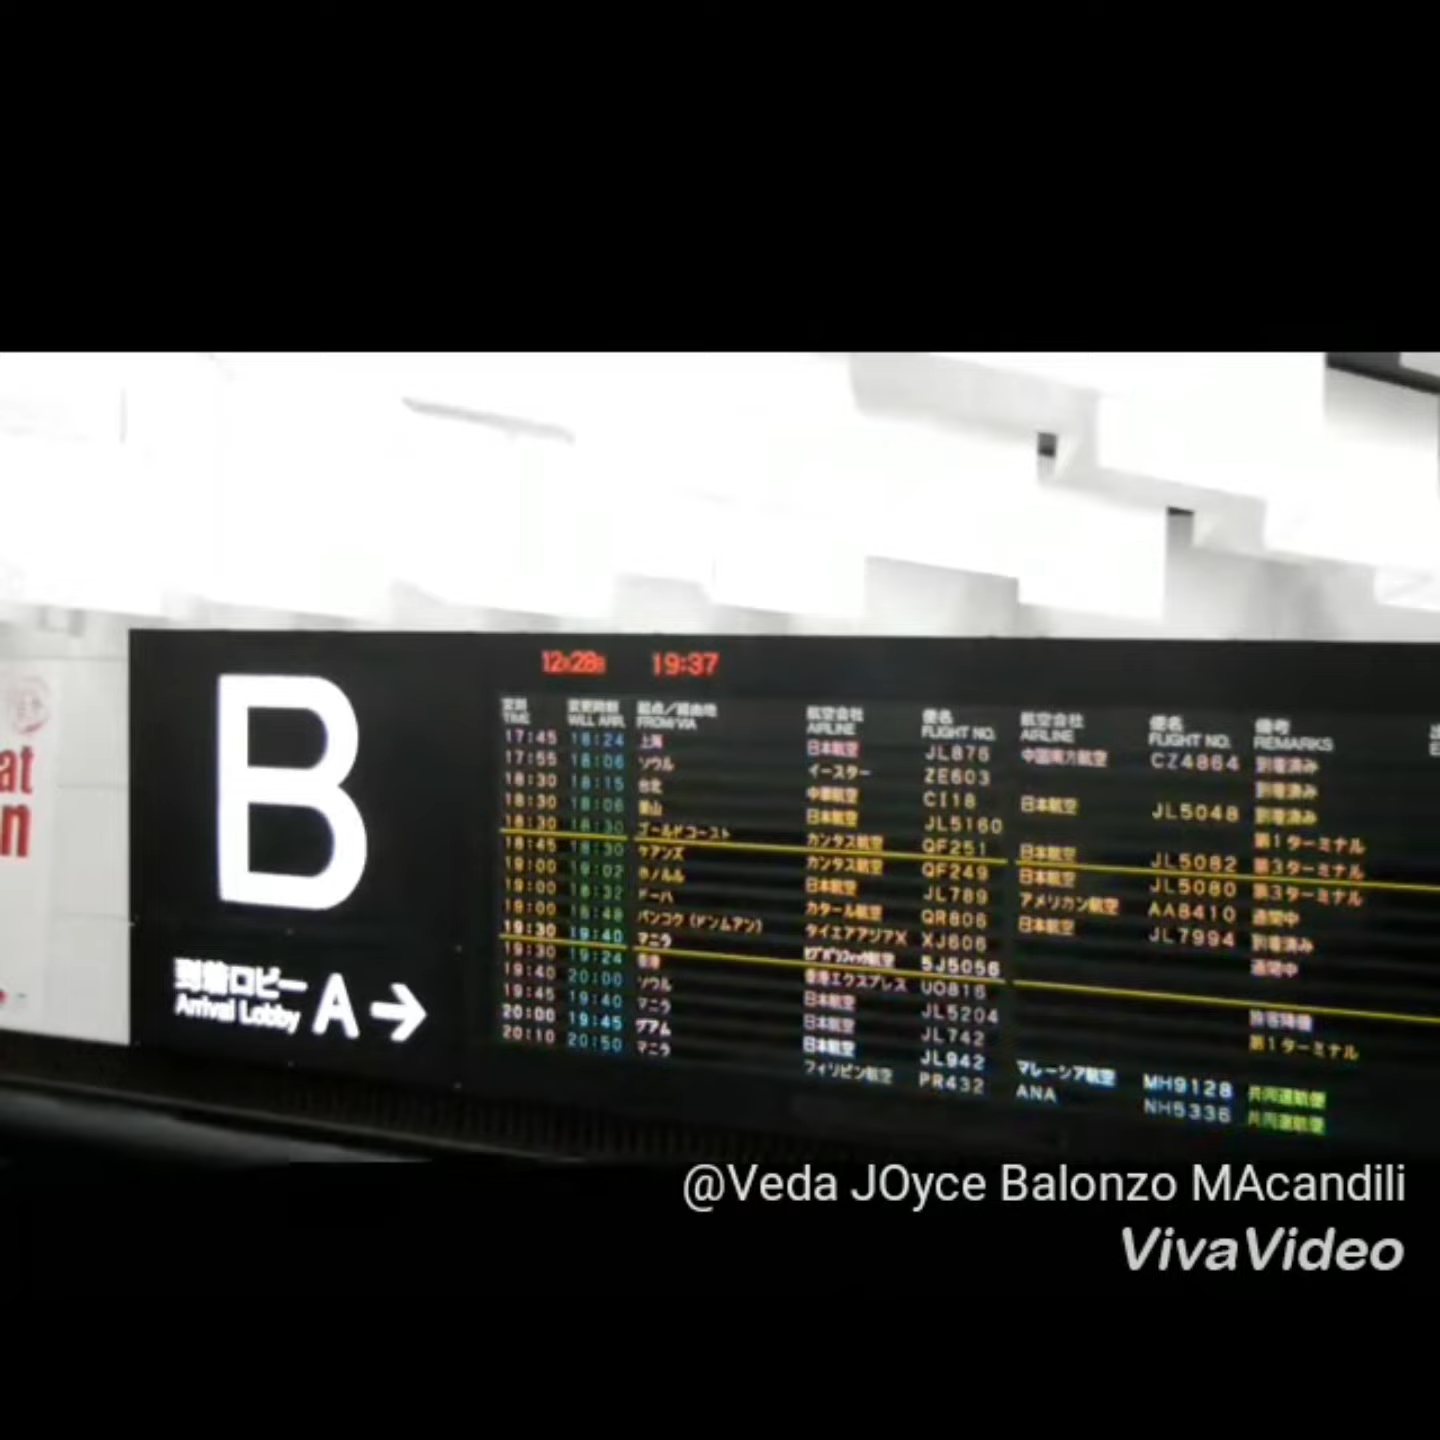 at
n
B
到着ロビー
Arrival Lobby A
12月28日 19:37
定刻 変更時刻 起点/経由地 航空会社 便名 航空会社 便名 備考
TIME WILL ARR. FROM/VIA AIRLINE FLIGHT NO. AIRLINE FLIGHT NO. REMARKS
17:45 18:24 上海 日本航空 JL876 中国南方航空 CZ4864 到着済み
17:55 18:06 ソウル イースター ZE603 到着済み
18:30 18:15 台北 中華航空 CI18 日本航空 JL5048 到着済み
18:30 18:06 釜山 日本航空 JL5160 第1ターミナル
18:30 18:30 ゴールドコースト カンタス航空 QF251 日本航空 JL5082 第3ターミナル
18:45 18:30 ケアンズ カンタス航空 QF249 日本航空 JL5080 第3ターミナル
19:00 19:02 ホノルル 日本航空 JL789 アメリカン航空 AA8410 通関中
19:00 18:32 ドーハ カタール航空 QR806 日本航空 JL7994 到着済み
19:00 18:48 バンコク(ドンムアン) タイエアアジアX XJ606 通関中
19:30 19:40 マニラ 5J5056
19:30 19:24 香港 香港エクスプレス UO816 旅客降機
19:40 20:00 ソウル 日本航空 JL5204 第1ターミナル
19:45 19:40 マニラ 日本航空 JL742
20:00 19:45 グアム 日本航空 JL942 マレーシア航空 MH9128 共同運航便
20:10 20:50 マニラ フィリピン航空 PR432 ANA NH5336 共同運航便
@Veda JOyce Balonzo MAcandili
VivaVideo